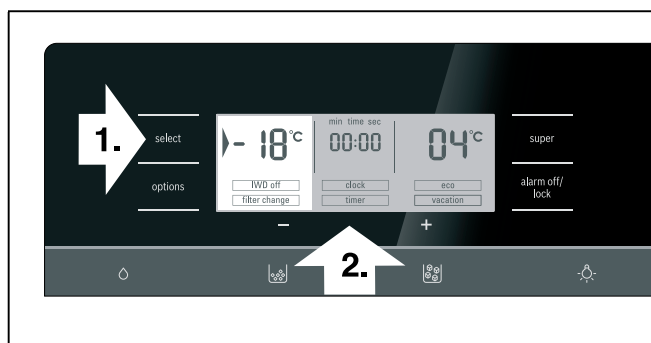 1.
select
options
min time sec
- 18°C
00:00
04°C
IWD off
clock
eco
filter change
timer
vacation
super
alarm off/
lock
-
+
2.